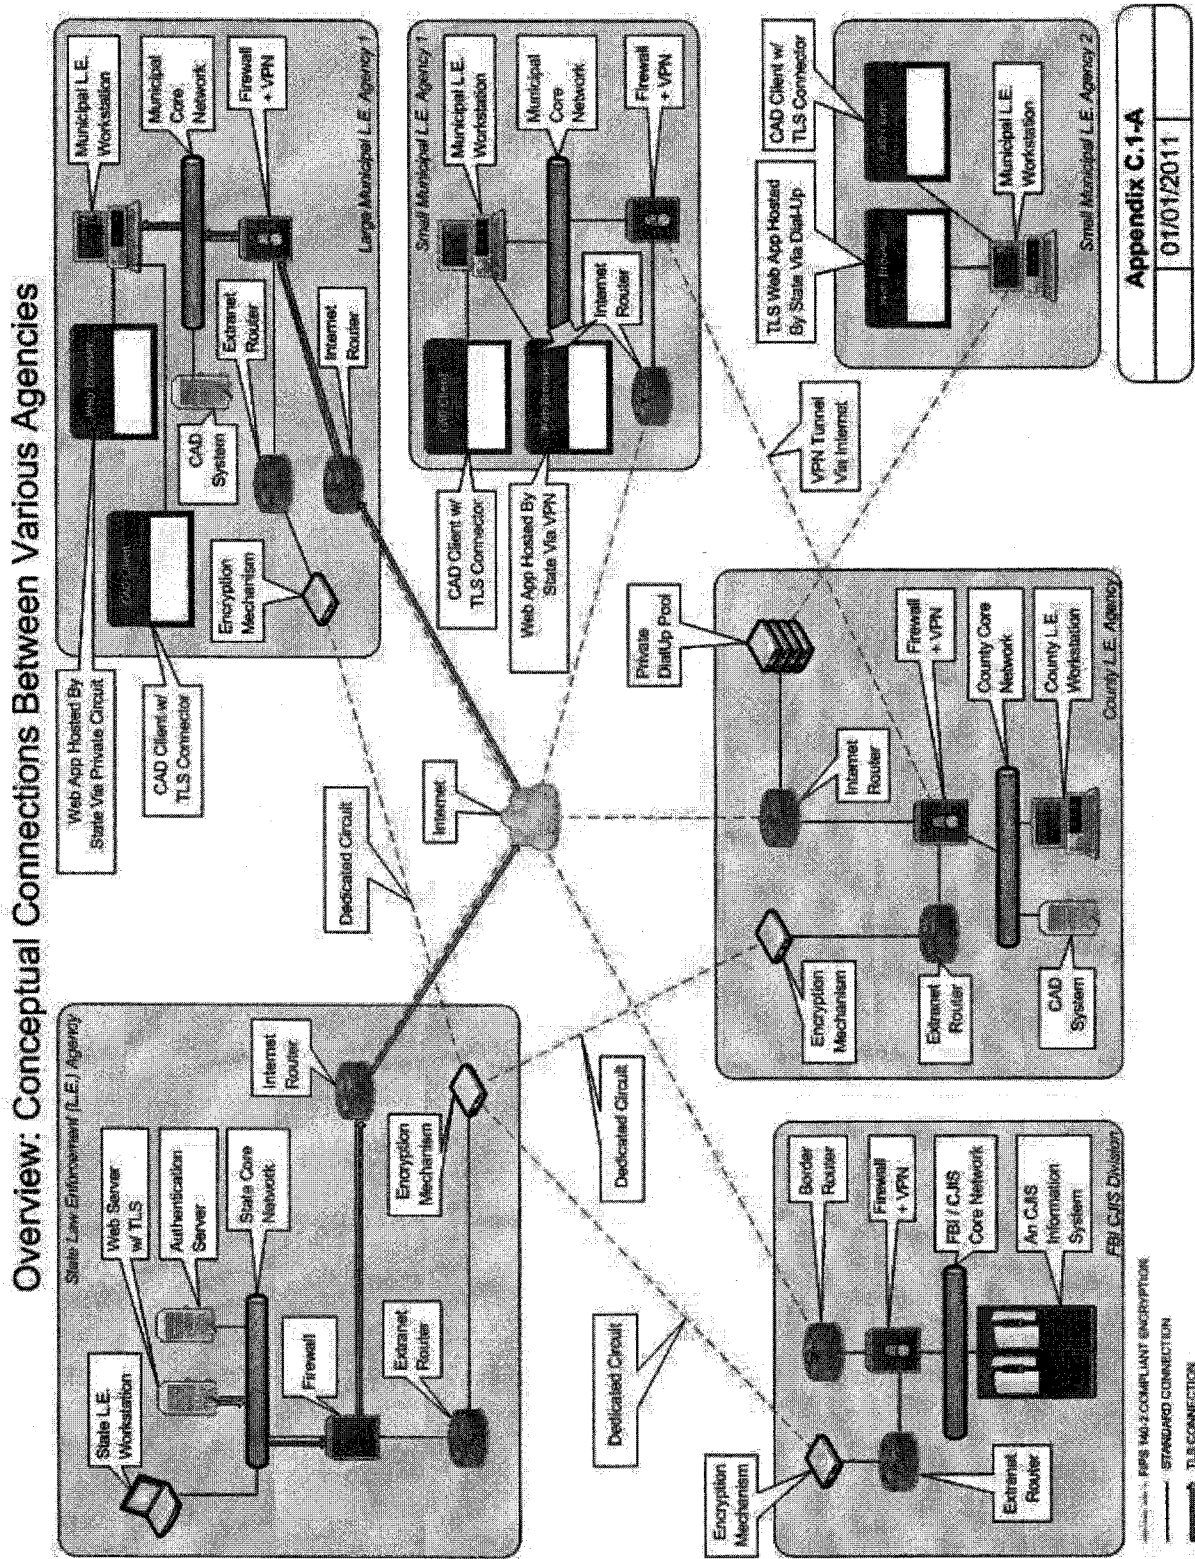 Overview: Conceptual Connections Between Various Agencies
State Law Enforcement (L.E.) Agency
State L.E.
Workstation
Web Server
w/ TLS
Authentication
Server
State Core
Network
Firewall
Internet
Router
Extranet
Router
Encryption
Mechanism
Dedicated Circuit
Internet
Web App Hosted By
State Via Private Circuit
CAD Client w/
TLS Connector
Municipal L.E.
Workstation
Municipal
Core
Network
CAD
System
Firewall
+ VPN
Extranet
Router
Encryption
Mechanism
Internet
Router
Large Municipal L.E. Agency 1
Municipal L.E.
Workstation
Municipal
Core
Network
Firewall
+ VPN
Internet
Router
CAD Client w/
TLS Connector
Web App Hosted By
State Via VPN
Small Municipal L.E. Agency 1
CAD Client w/
TLS Connector
TLS Web App Hosted
By State Via Dial-Up
Municipal L.E.
Workstation
Small Municipal L.E. Agency 2
VPN Tunnel
Via Internet
Dedicated Circuit
Dedicated Circuit
Encryption
Mechanism
Border
Router
Firewall
+ VPN
FBI / CJIS
Core Network
An CJIS
Information
System
Extranet
Router
FBI CJIS Division
Private
DialUp Pool
Internet
Router
Encryption
Mechanism
Firewall
+ VPN
Extranet
Router
County Core
Network
CAD
System
County L.E.
Workstation
County L.E. Agency
FIPS 140-2 COMPLIANT ENCRYPTION
STANDARD CONNECTION
TLS CONNECTION
Appendix C.1-A
01/01/2011